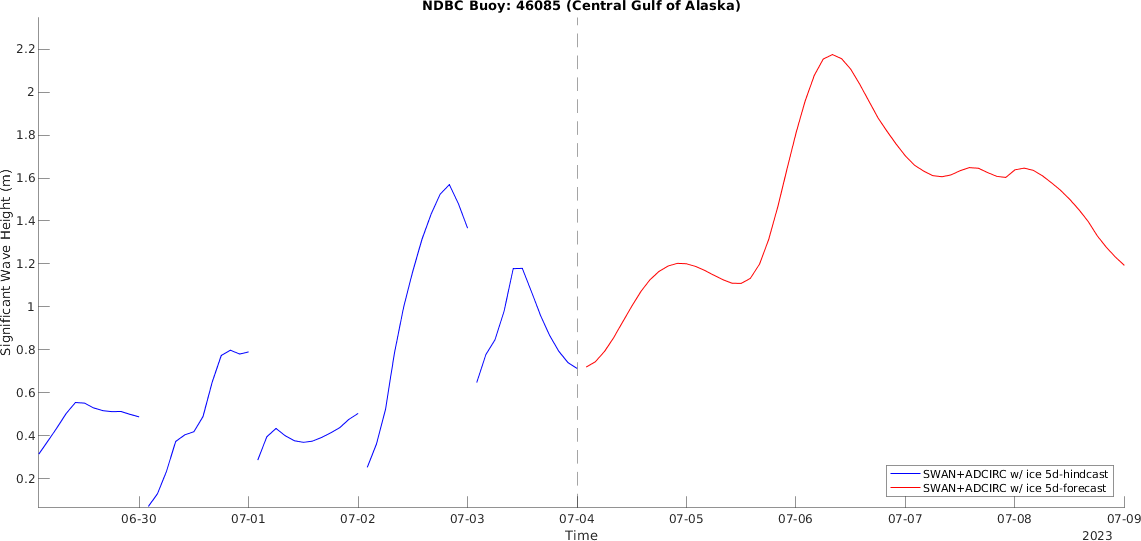 NDBC Buoy: 46085 (Central Gulf of Alaska)
Significant Wave Height (m)
2.2
2
1.8
1.6
1.4
1.2
1
0.8
0.6
0.4
0.2
SWAN+ADCIRC w/ ice 5d-hindcast
SWAN+ADCIRC w/ ice 5d-forecast
06-30 07-01 07-02 07-03 07-04 07-05 07-06 07-07 07-08 07-09
Time
2023